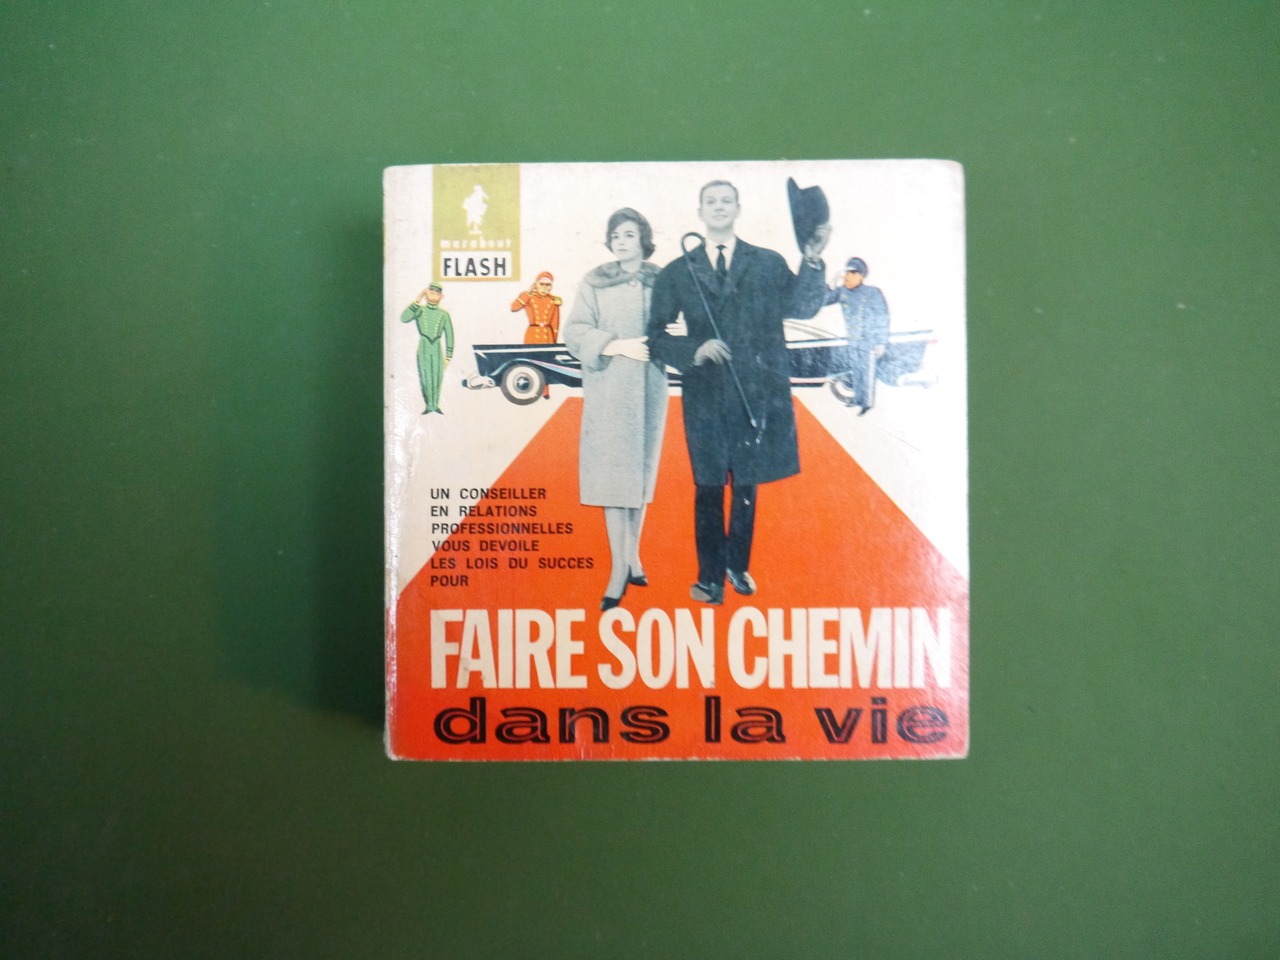 marabout
FLASH
UN CONSEILLER
EN RELATIONS
PROFESSIONNELLES
VOUS DEVOILE
LES LOIS DU SUCCES
POUR
FAIRE SON CHEMIN
dans la vie